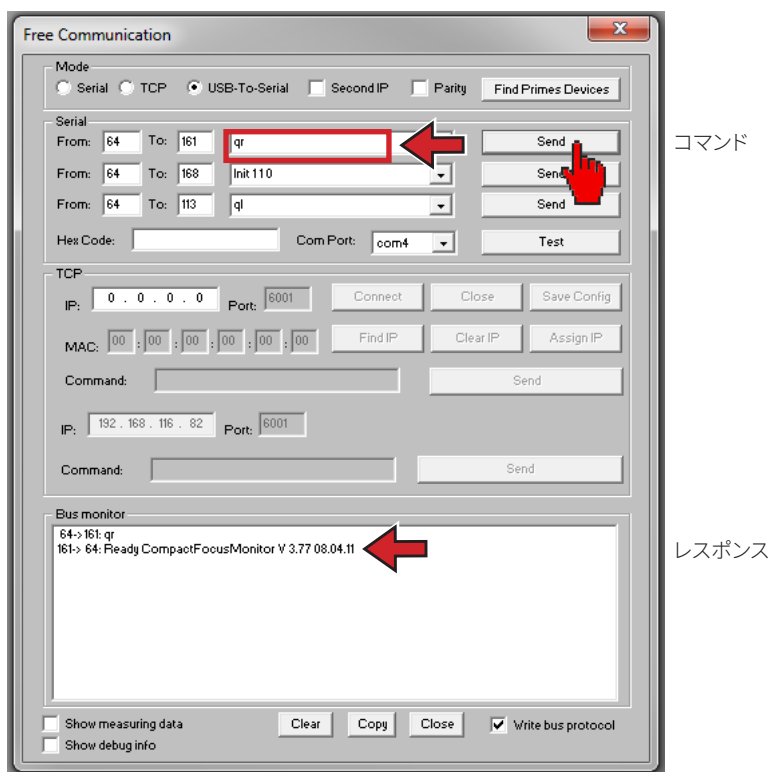 Free Communication
Mode
Serial TCP USB-To-Serial Second IP Parity Find Primes Devices
Serial
From: 64 To: 161 qr Send コマンド
From: 64 To: 168 Init 110 Send
From: 64 To: 113 ql Send
Hex Code: Com Port: com4 Test
TCP
IP: 0 . 0 . 0 . 0 Port: 6001 Connect Close Save Config
MAC: 00 : 00 : 00 : 00 : 00 : 00 Find IP Clear IP Assign IP
Command: Send
IP: 192 . 168 . 116 . 82 Port: 6001
Command: Send
Bus monitor
64-> 161: qr
161-> 64: Ready CompactFocusMonitor V 3.77 08.04.11 レスポンス
Show measuring data Clear Copy Close Write bus protocol
Show debug info